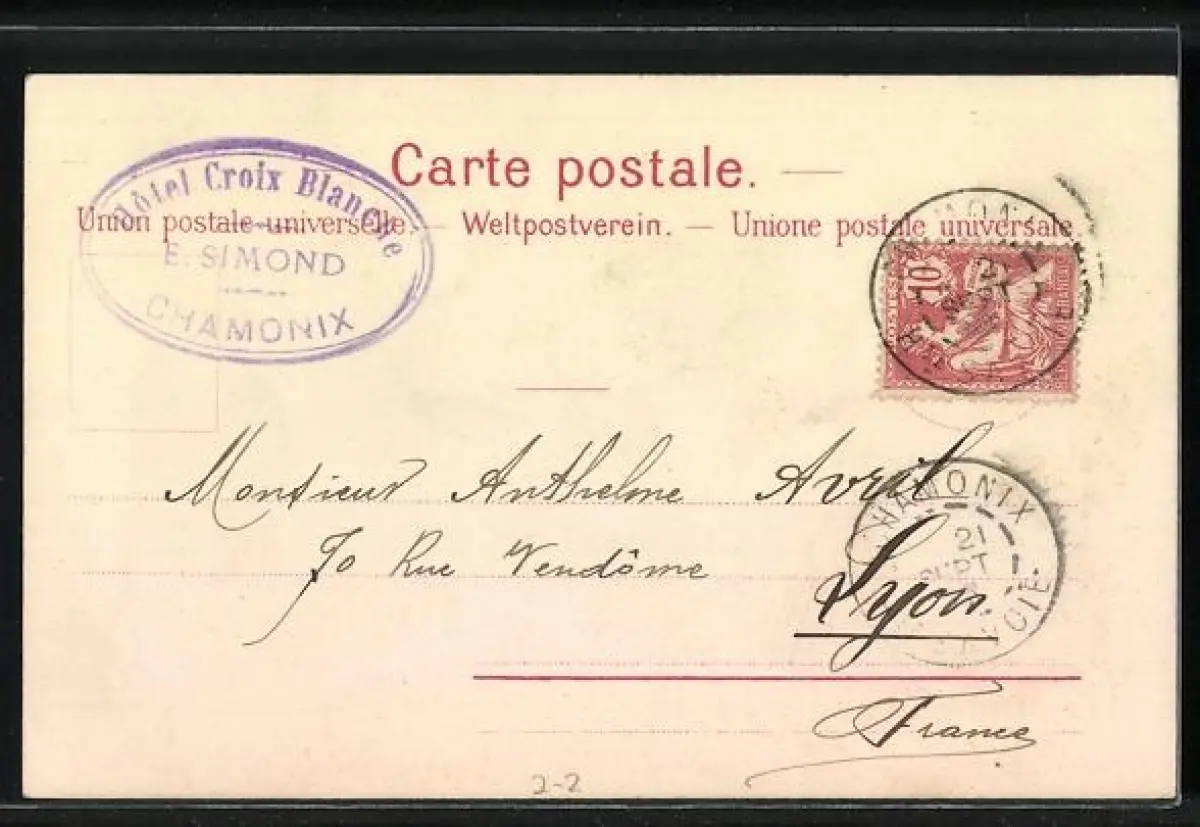 Carte postale.
Union postale universelle — Weltpostverein. — Unione postale universale.
Hôtel Croix Blanche
E. SIMOND
CHAMONIX
10
Monsieur Anthelme Avril
70 Rue Vendôme
Lyon
France
CHAMONIX
21
SEPT
SAVOIE
2-2